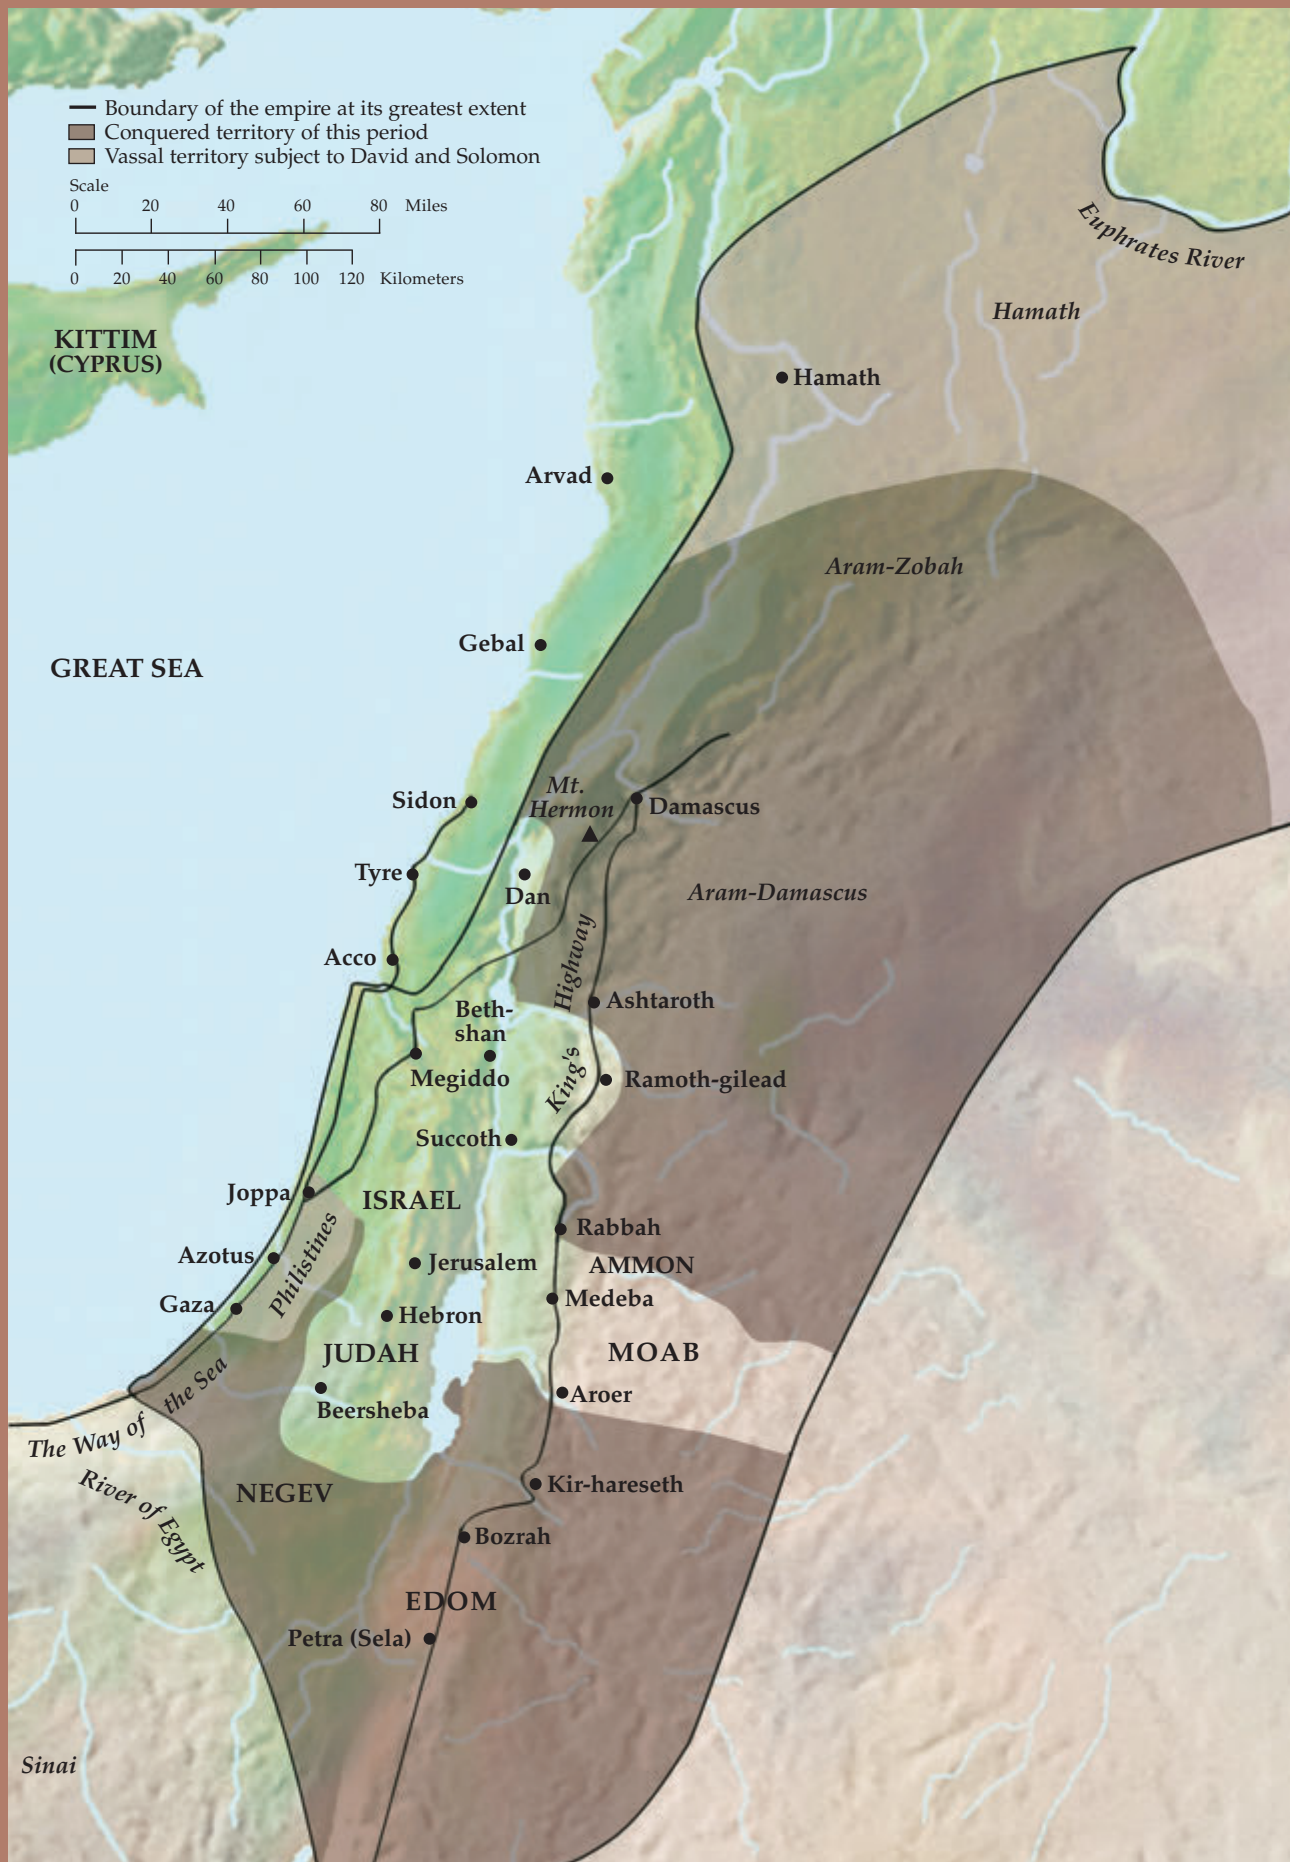 Boundary of the empire at its greatest extent
Conquered territory of this period
Vassal territory subject to David and Solomon
Scale
0 20 40 60 80 Miles
0 20 40 60 80 100 120 Kilometers
Euphrates River
Hamath
KITTIM
(CYPRUS)
Hamath
Arvad
Aram-Zobah
Gebal
GREAT SEA
Mt.
Hermon
Sidon
Damascus
Tyre
Dan
Aram-Damascus
Acco
King's Highway
Ashtaroth
Beth-
shan
Megiddo
Ramoth-gilead
Succoth
Joppa
ISRAEL
Philistines
Rabbah
Azotus
Jerusalem
AMMON
Gaza
Medeba
Hebron
JUDAH
MOAB
Aroer
Beersheba
The Way of the Sea
River of Egypt
NEGEV
Kir-hareseth
Bozrah
EDOM
Petra (Sela)
Sinai